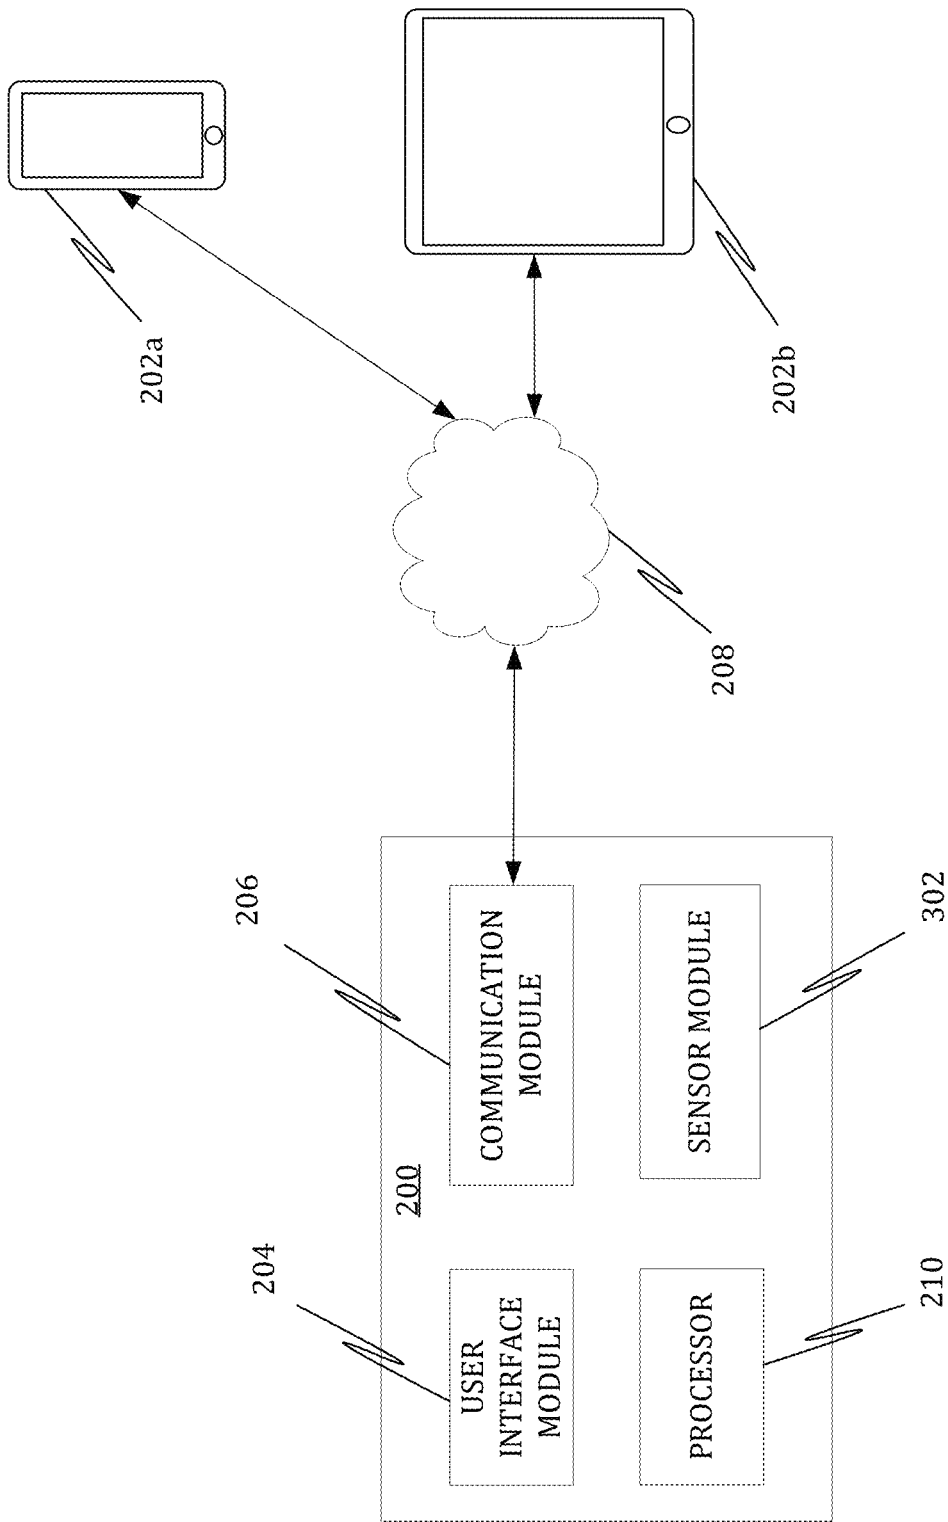 204
206
200
USER
INTERFACE
MODULE
COMMUNICATION
MODULE
PROCESSOR
SENSOR MODULE
210
302
208
202a
202b